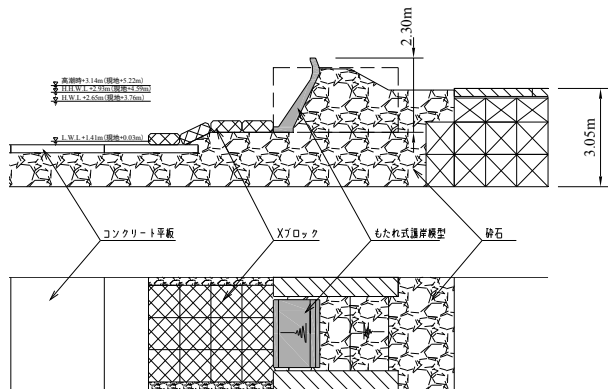 2.30m
高潮時+3.14m(現地+5.22m)
H.H.W.L +2.93m(現地+4.59m)
H.W.L +2.65m(現地+3.76m)
L.W.L +1.41m(現地+0.03m)
3.05m
コンクリート平板
Xブロック
もたれ式護岸模型
砕石